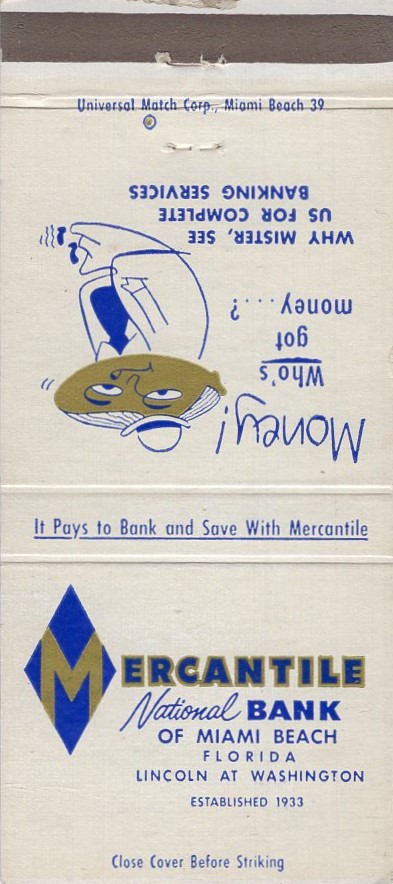 Universal Match Corp., Miami Beach 39
Money!
Who's
got
money....?
WHY MISTER, SEE
US FOR COMPLETE
BANKING SERVICES
It Pays to Bank and Save With Mercantile
MERCANTILE
National BANK
OF MIAMI BEACH
FLORIDA
LINCOLN AT WASHINGTON
ESTABLISHED 1933
Close Cover Before Striking